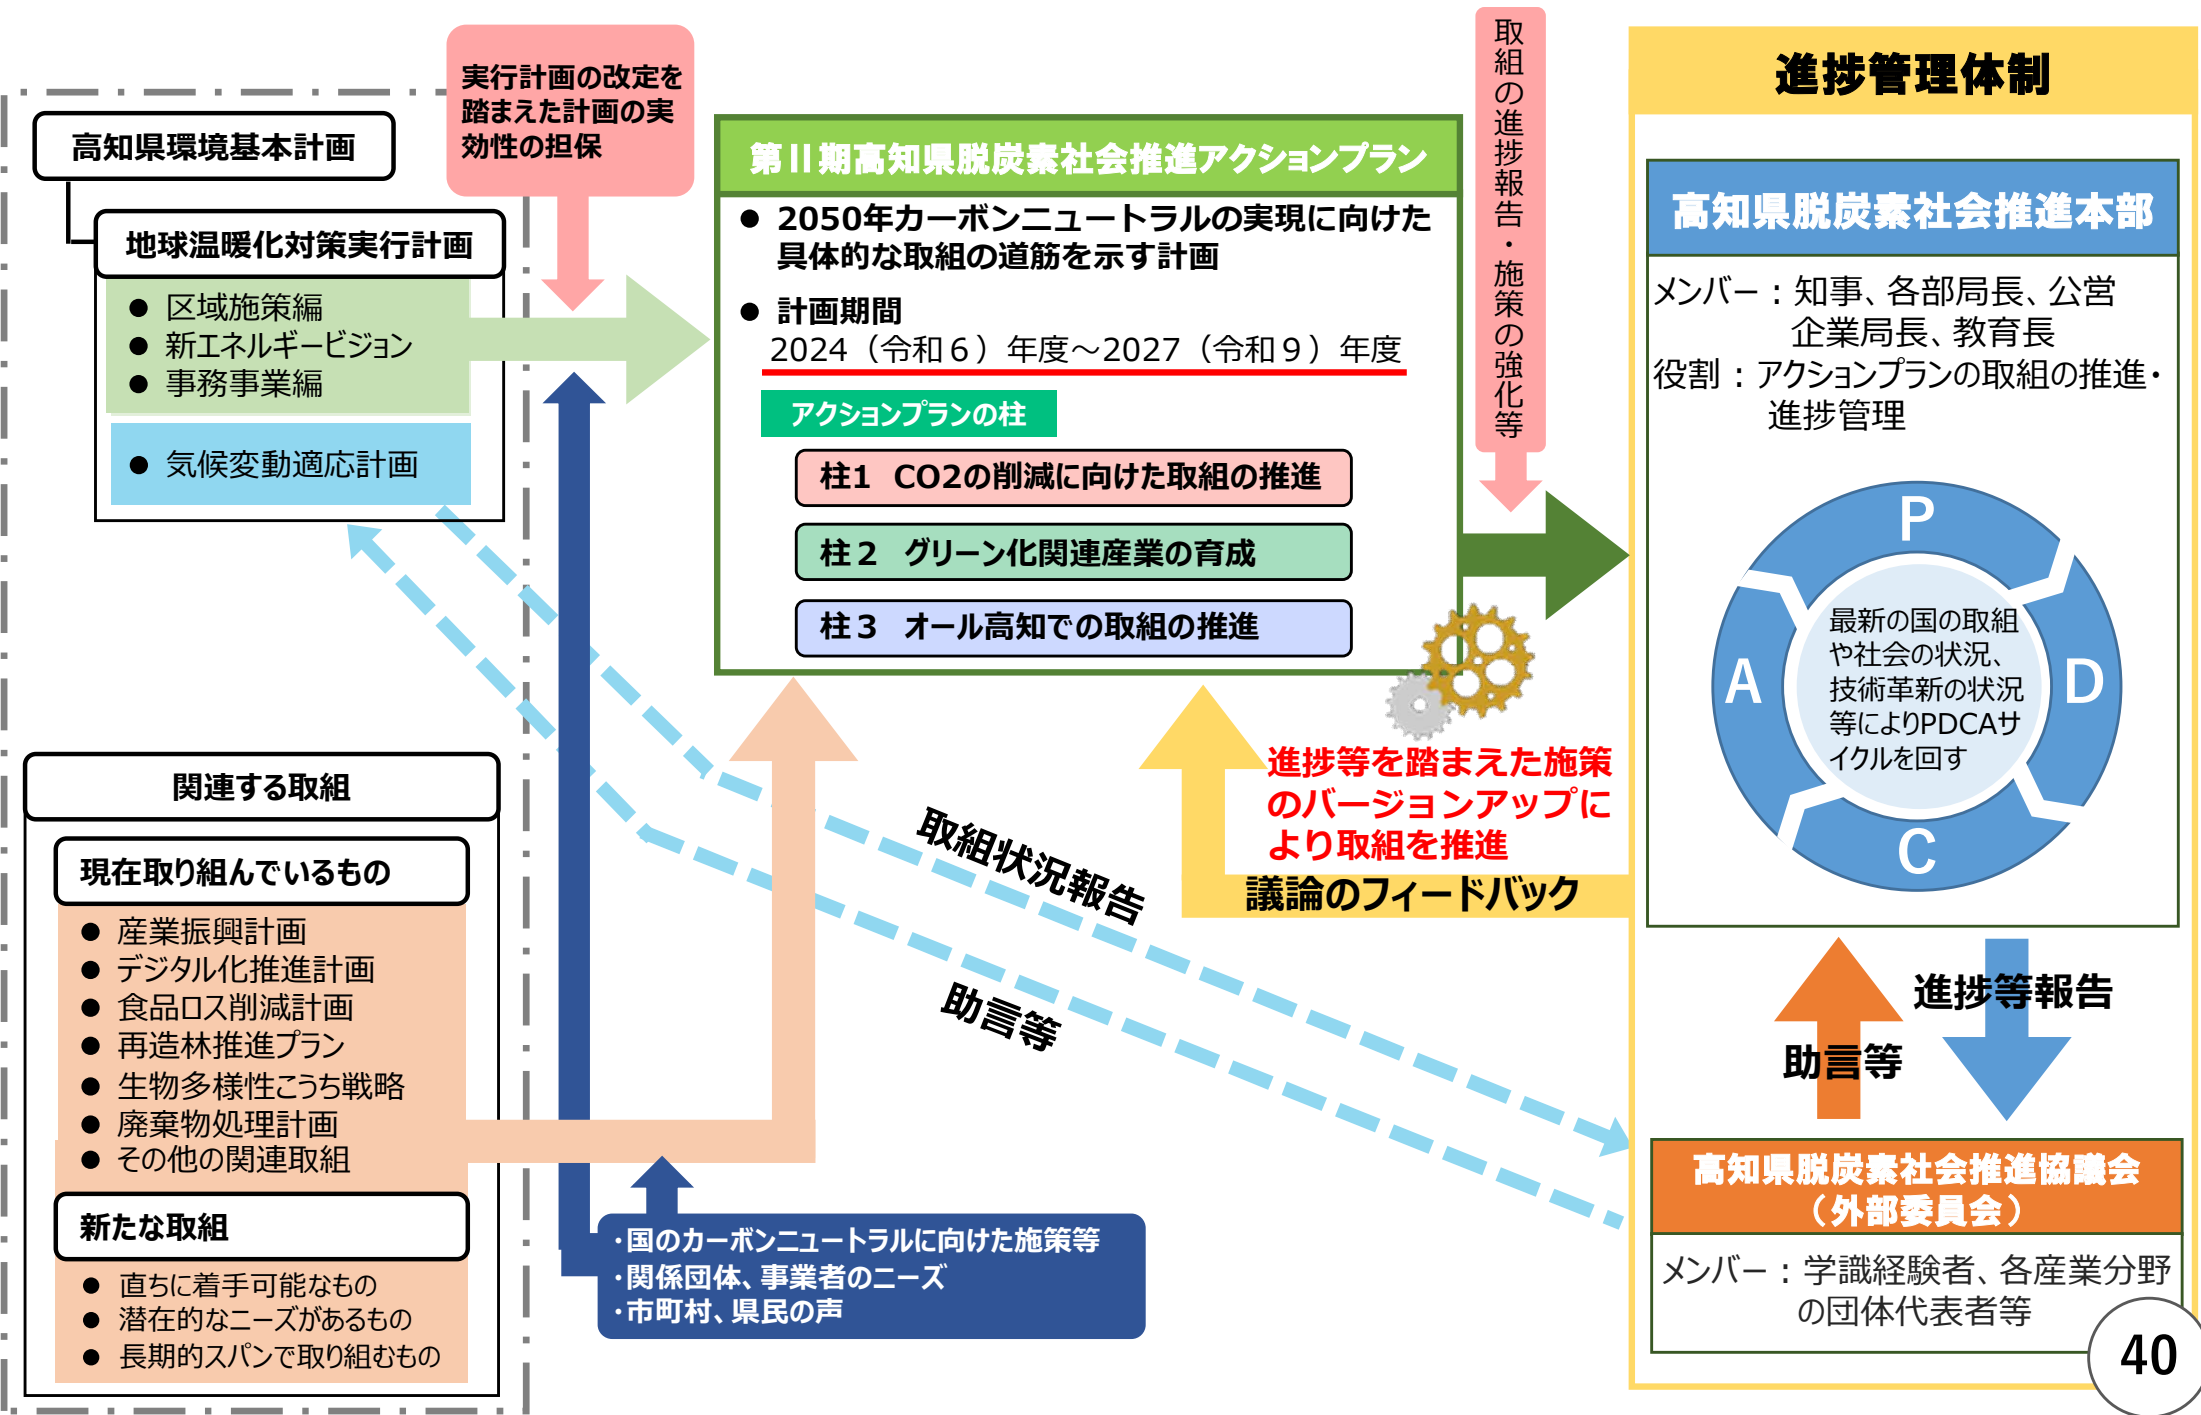 実行計画の改定を
踏まえた計画の実
効性の担保
高知県環境基本計画
地球温暖化対策実行計画
● 区域施策編
● 新エネルギービジョン
● 事務事業編
● 気候変動適応計画
関連する取組
現在取り組んでいるもの
● 産業振興計画
● デジタル化推進計画
● 食品ロス削減計画
● 再造林推進プラン
● 生物多様性こうち戦略
● 廃棄物処理計画
● その他の関連取組
新たな取組
● 直ちに着手可能なもの
● 潜在的なニーズがあるもの
● 長期的スパンで取り組むもの
第Ⅱ期高知県脱炭素社会推進アクションプラン
● 2050年カーボンニュートラルの実現に向けた
具体的な取組の道筋を示す計画
● 計画期間
2024（令和６）年度～2027（令和９）年度
アクションプランの柱
柱1 CO2の削減に向けた取組の推進
柱２ グリーン化関連産業の育成
柱３ オール高知での取組の推進
取組の進捗報告・施策の強化等
進捗等を踏まえた施策
のバージョンアップに
より取組を推進
議論のフィードバック
取組状況報告
助言等
・国のカーボンニュートラルに向けた施策等
・関係団体、事業者のニーズ
・市町村、県民の声
進捗管理体制
高知県脱炭素社会推進本部
メンバー：知事、各部局長、公営
企業局長、教育長
役割：アクションプランの取組の推進・
進捗管理
P
D
C
A
最新の国の取組
や社会の状況、
技術革新の状況
等によりPDCAサ
イクルを回す
進捗等報告
助言等
高知県脱炭素社会推進協議会
（外部委員会）
メンバー：学識経験者、各産業分野
の団体代表者等
40